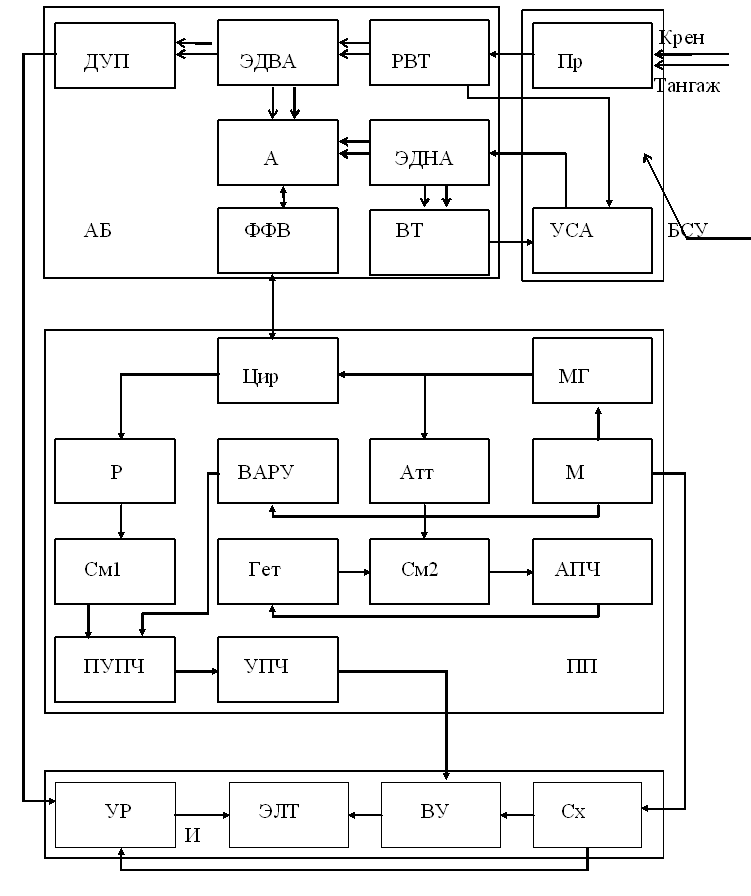 ДУП ЭДВА РВТ Пр Крен
Тангаж
А ЭДНА
АБ ФФВ ВТ УСА БСУ
Цир МГ
Р ВАРУ Атт М
См1 Гет См2 АПЧ
ПУПЧ УПЧ ПП
УР И ЭЛТ ВУ Сх